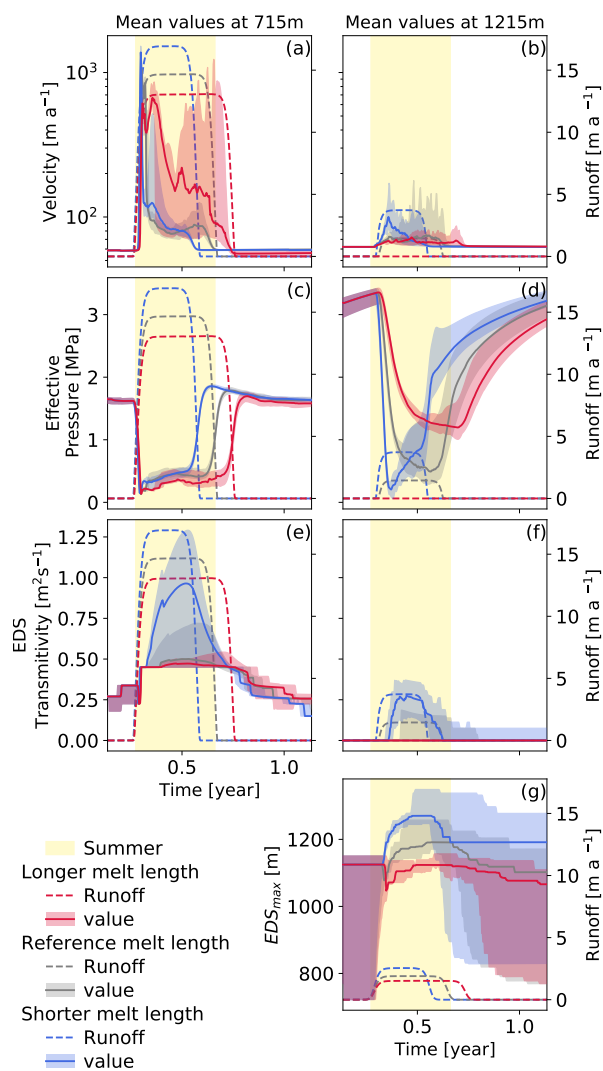 Mean values at 715m
Mean values at 1215m
(a)
(b)
10³
10²
Velocity [m a⁻¹]
15
10
5
0
Runoff [m a⁻¹]
(c)
(d)
3
2
1
0
Effective
Pressure [MPa]
15
10
5
0
Runoff [m a⁻¹]
(e)
(f)
1.25
1.00
0.75
0.50
0.25
0.00
EDS
Transmitivity [m²s⁻¹]
15
10
5
0
Runoff [m a⁻¹]
0.5
1.0
Time [year]
(g)
1200
1000
800
EDSₘₐₓ [m]
15
10
5
0
Runoff [m a⁻¹]
0.5
1.0
Time [year]
Summer
Longer melt length
Runoff
value
Reference melt length
Runoff
value
Shorter melt length
Runoff
value